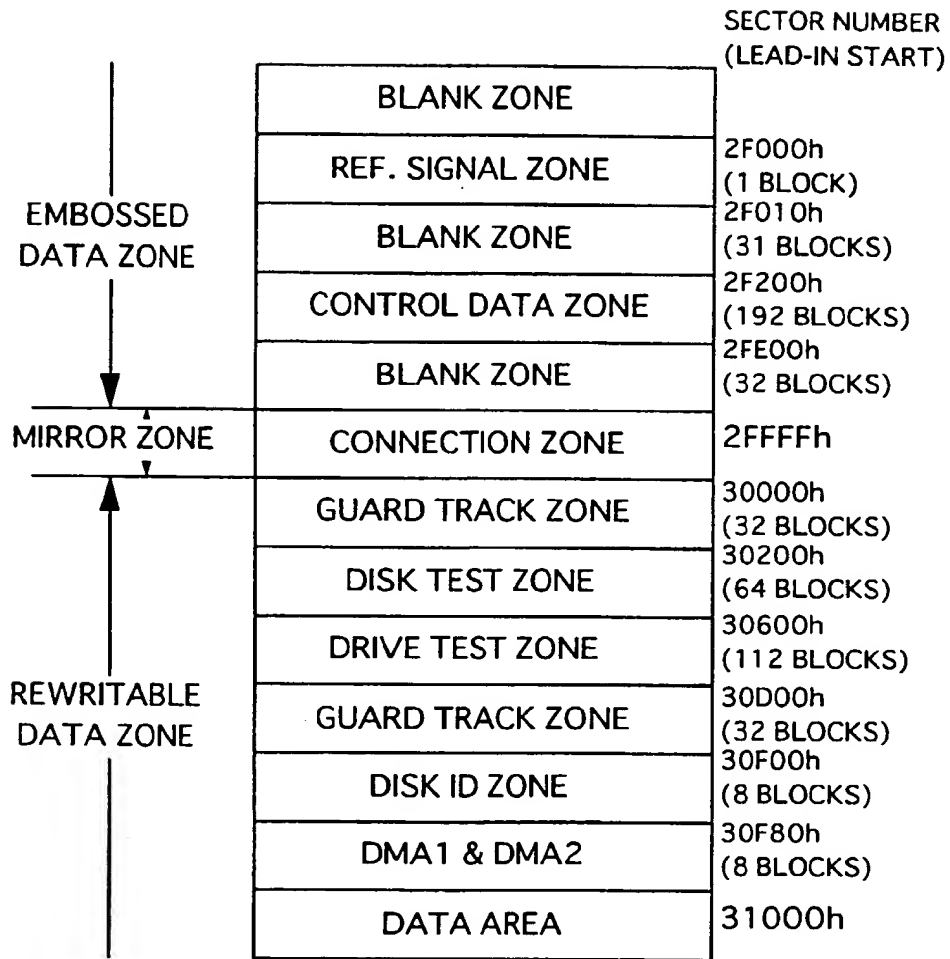 SECTOR NUMBER
(LEAD-IN START)
BLANK ZONE
REF. SIGNAL ZONE
2F000h
(1 BLOCK)
EMBOSSED
DATA ZONE
BLANK ZONE
2F010h
(31 BLOCKS)
CONTROL DATA ZONE
2F200h
(192 BLOCKS)
BLANK ZONE
2FE00h
(32 BLOCKS)
MIRROR ZONE
CONNECTION ZONE
2FFFFh
GUARD TRACK ZONE
30000h
(32 BLOCKS)
DISK TEST ZONE
30200h
(64 BLOCKS)
DRIVE TEST ZONE
30600h
(112 BLOCKS)
REWRITABLE
DATA ZONE
GUARD TRACK ZONE
30D00h
(32 BLOCKS)
DISK ID ZONE
30F00h
(8 BLOCKS)
DMA1 & DMA2
30F80h
(8 BLOCKS)
DATA AREA
31000h